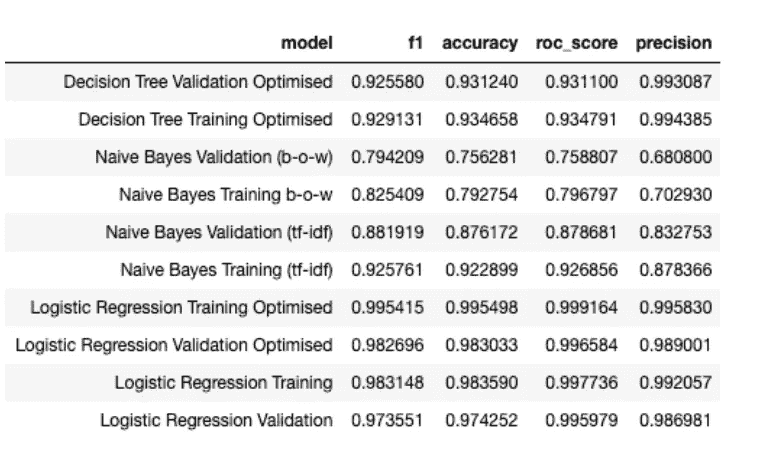 model f1 accuracy roc_score precision
Decision Tree Validation Optimised 0.925580 0.931240 0.931100 0.993087
Decision Tree Training Optimised 0.929131 0.934658 0.934791 0.994385
Naive Bayes Validation (b-o-w) 0.794209 0.756281 0.758807 0.680800
Naive Bayes Training b-o-w 0.825409 0.792754 0.796797 0.702930
Naive Bayes Validation (tf-idf) 0.881919 0.876172 0.878681 0.832753
Naive Bayes Training (tf-idf) 0.925761 0.922899 0.926856 0.878366
Logistic Regression Training Optimised 0.995415 0.995498 0.999164 0.995830
Logistic Regression Validation Optimised 0.982696 0.983033 0.996584 0.989001
Logistic Regression Training 0.983148 0.983590 0.997736 0.992057
Logistic Regression Validation 0.973551 0.974252 0.995979 0.986981